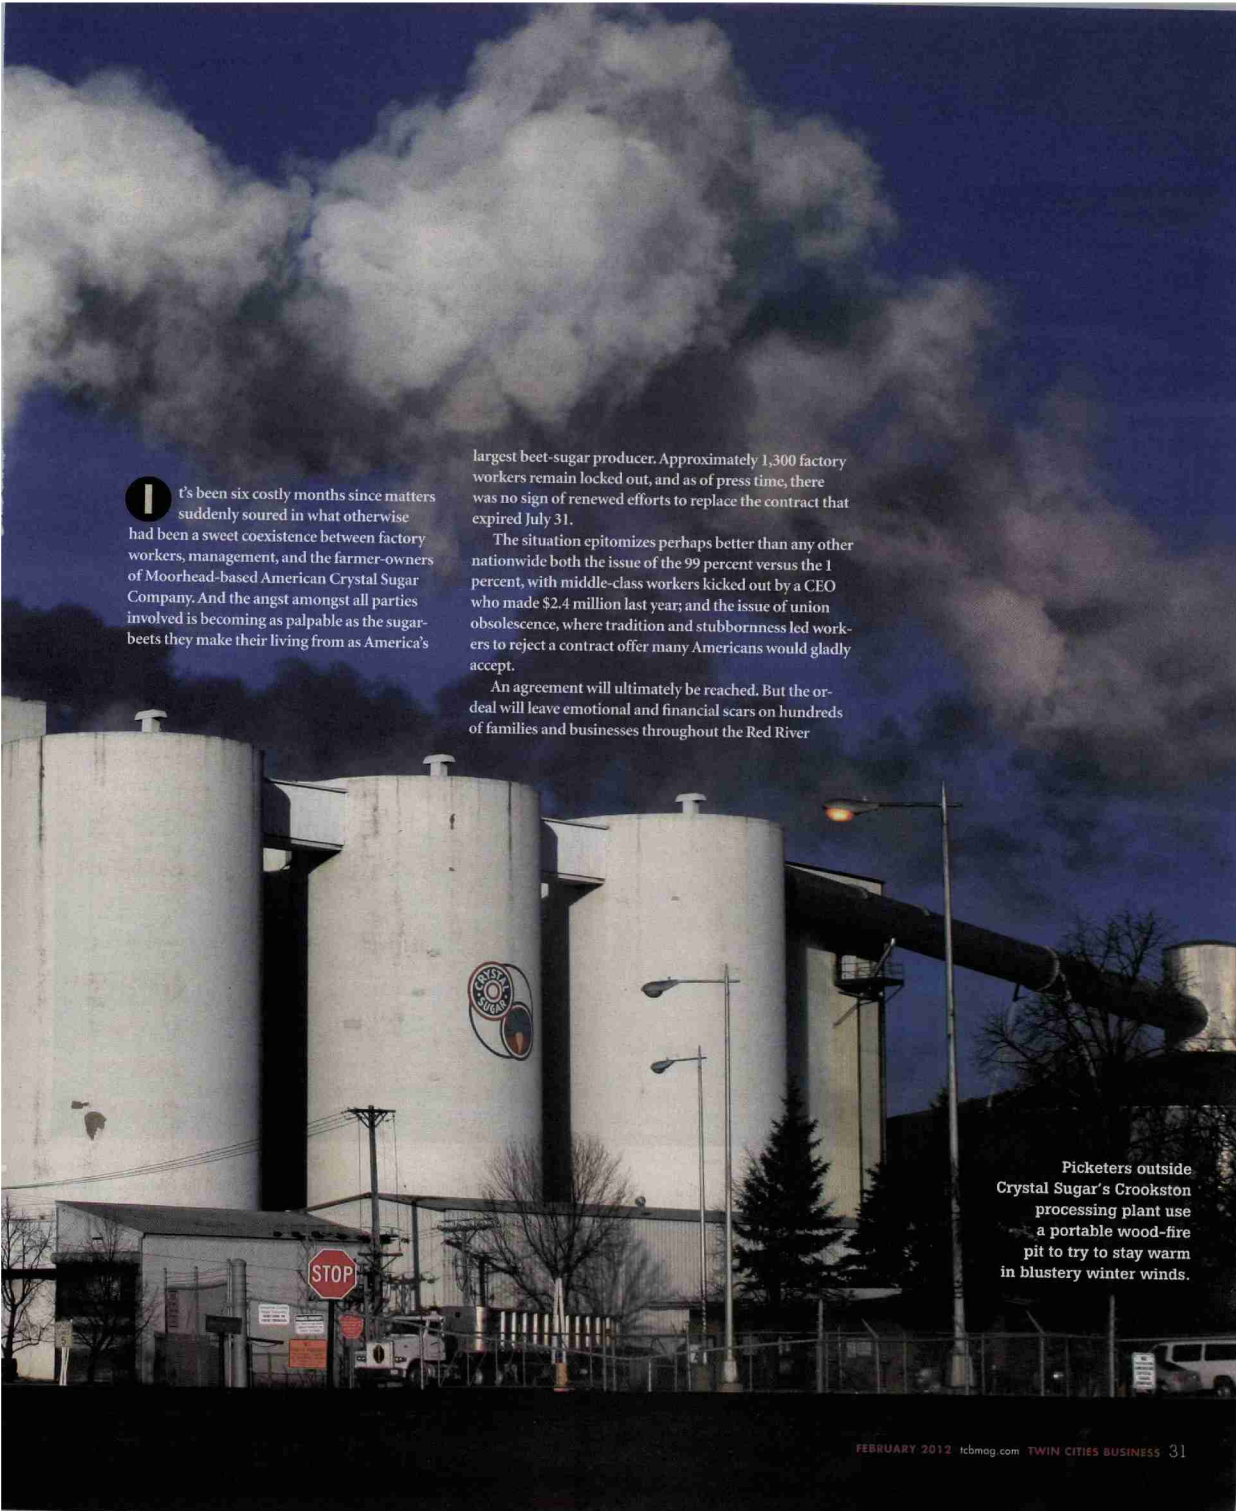 It's been six costly months since matters
suddenly soured in what otherwise
had been a sweet coexistence between factory
workers, management, and the farmer-owners
of Moorhead-based American Crystal Sugar
Company. And the angst amongst all parties
involved is becoming as palpable as the sugar-
beets they make their living from as America's
largest beet-sugar producer. Approximately 1,300 factory
workers remain locked out, and as of press time, there
was no sign of renewed efforts to replace the contract that
expired July 31.
The situation epitomizes perhaps better than any other
nationwide both the issue of the 99 percent versus the 1
percent, with middle-class workers kicked out by a CEO
who made $2.4 million last year; and the issue of union
obsolescence, where tradition and stubbornness led work-
ers to reject a contract offer many Americans would gladly
accept.
An agreement will ultimately be reached. But the or-
deal will leave emotional and financial scars on hundreds
of families and businesses throughout the Red River
CRYSTAL
SUGAR
STOP
Picketers outside
Crystal Sugar's Crookston
processing plant use
a portable wood-fire
pit to try to stay warm
in blustery winter winds.
FEBRUARY 2012 tcbmag.com TWIN CITIES BUSINESS 31